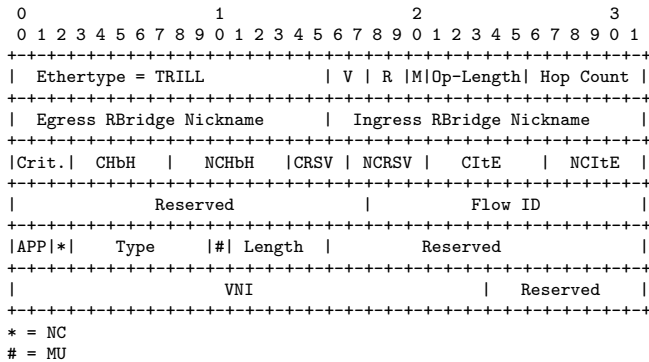 0                   1                   2                   3
 0 1 2 3 4 5 6 7 8 9 0 1 2 3 4 5 6 7 8 9 0 1 2 3 4 5 6 7 8 9 0 1
+-+-+-+-+-+-+-+-+-+-+-+-+-+-+-+-+-+-+-+-+-+-+-+-+-+-+-+-+-+-+-+-+
|  Ethertype = TRILL            | V | R |M|Op-Length| Hop Count |
+-+-+-+-+-+-+-+-+-+-+-+-+-+-+-+-+-+-+-+-+-+-+-+-+-+-+-+-+-+-+-+-+
|  Egress RBridge Nickname      |  Ingress RBridge Nickname     |
+-+-+-+-+-+-+-+-+-+-+-+-+-+-+-+-+-+-+-+-+-+-+-+-+-+-+-+-+-+-+-+-+
|Crit.|  CHbH   |   NCHbH   |CRSV | NCRSV |   CItE    |  NCItE  |
+-+-+-+-+-+-+-+-+-+-+-+-+-+-+-+-+-+-+-+-+-+-+-+-+-+-+-+-+-+-+-+-+
|              Reserved             |          Flow ID          |
+-+-+-+-+-+-+-+-+-+-+-+-+-+-+-+-+-+-+-+-+-+-+-+-+-+-+-+-+-+-+-+-+
|APP|*|    Type     |#| Length  |         Reserved              |
+-+-+-+-+-+-+-+-+-+-+-+-+-+-+-+-+-+-+-+-+-+-+-+-+-+-+-+-+-+-+-+-+
|                     VNI                       |   Reserved    |
+-+-+-+-+-+-+-+-+-+-+-+-+-+-+-+-+-+-+-+-+-+-+-+-+-+-+-+-+-+-+-+-+
* = NC
# = MU